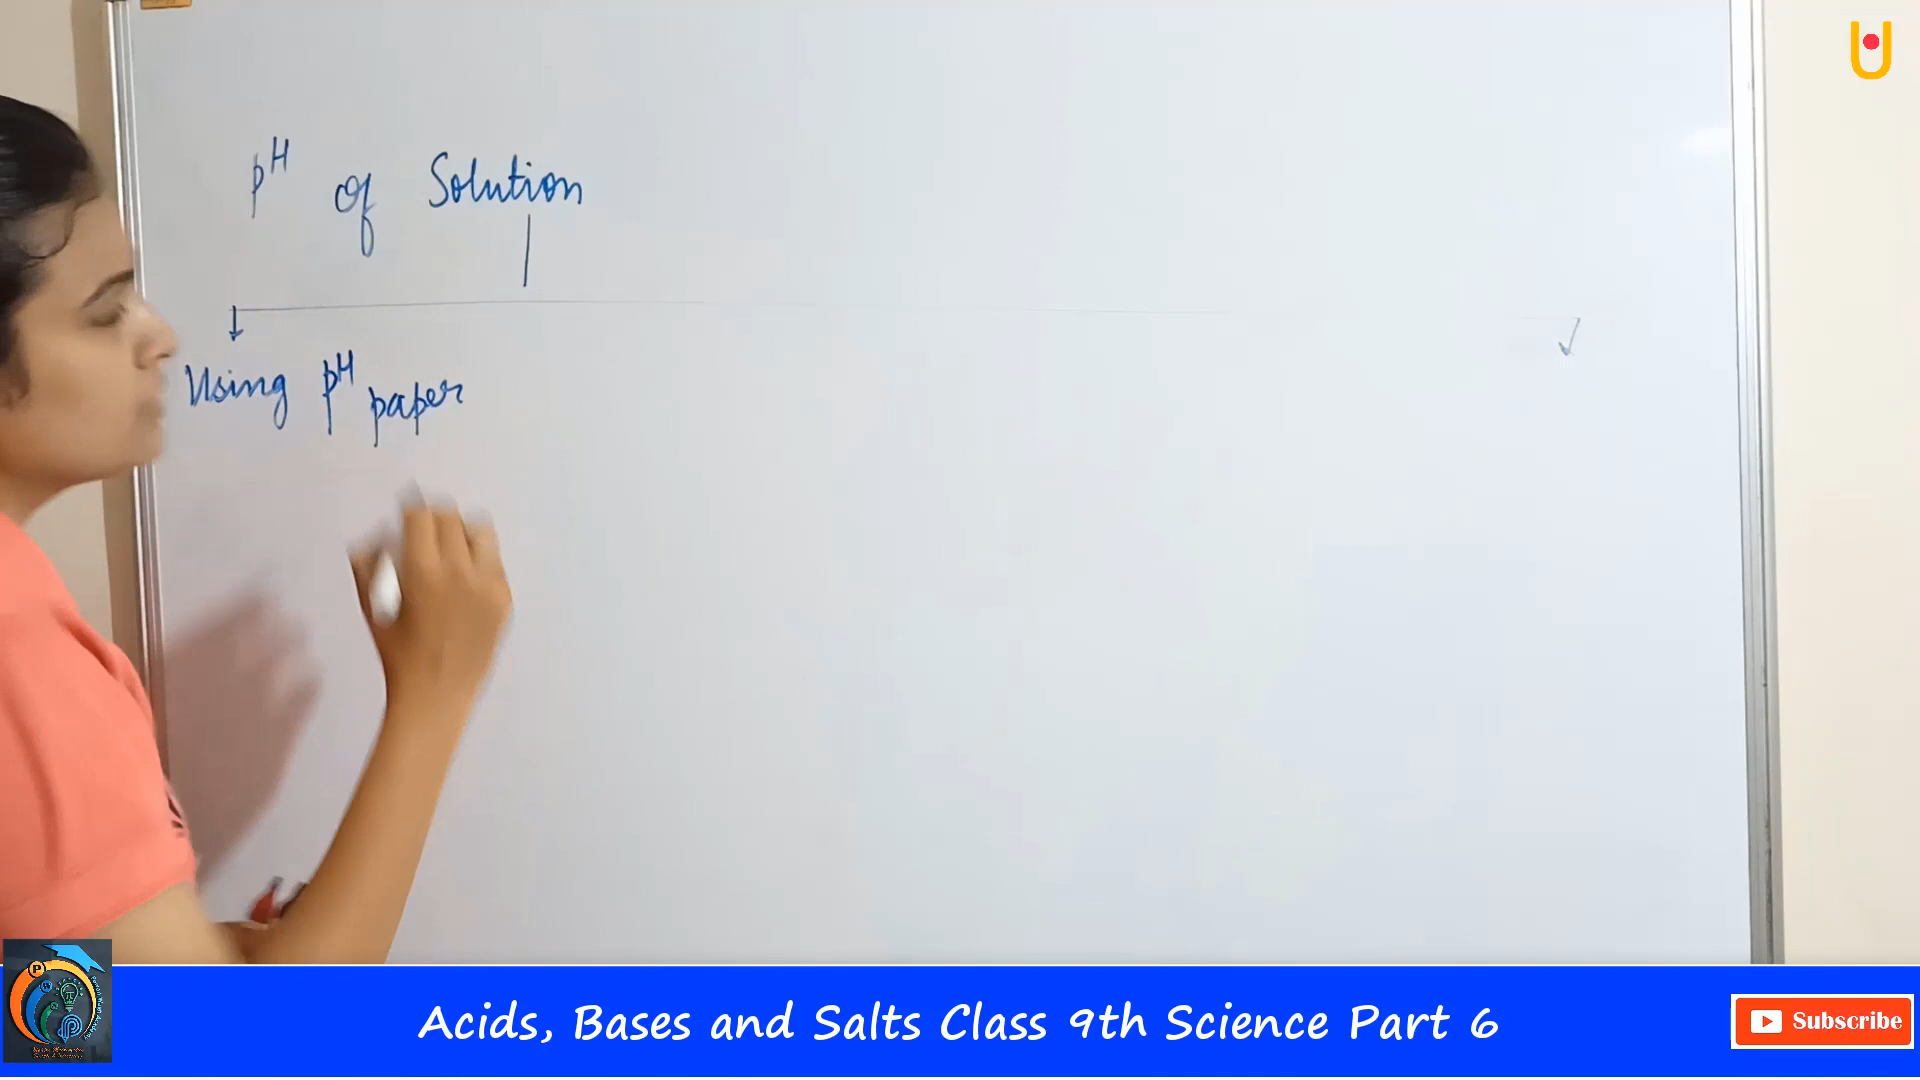 pH of Solution
Using pH paper
Acids, Bases and Salts Class 9th Science Part 6
Subscribe